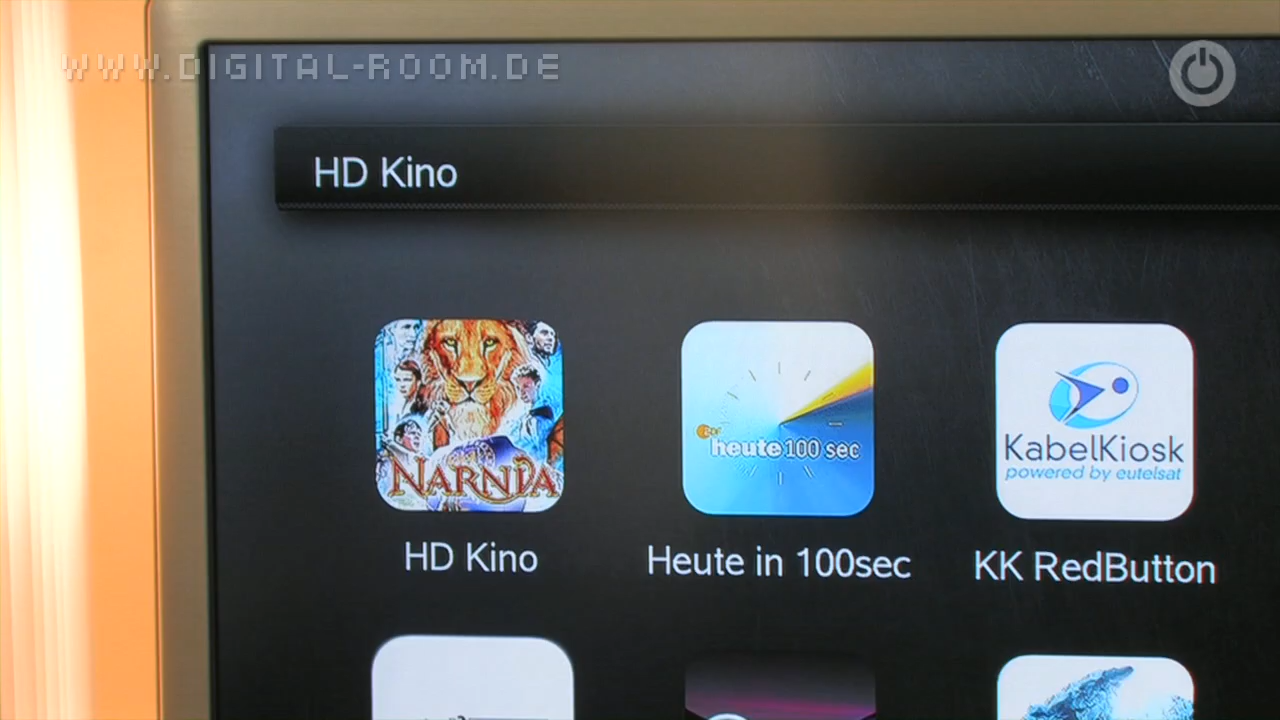 WWW.DIGITAL-ROOM.DE
HD Kino
NARNIA
heute 100 sec
KabelKiosk
powered by eutelsat
HD Kino
Heute in 100sec
KK RedButton